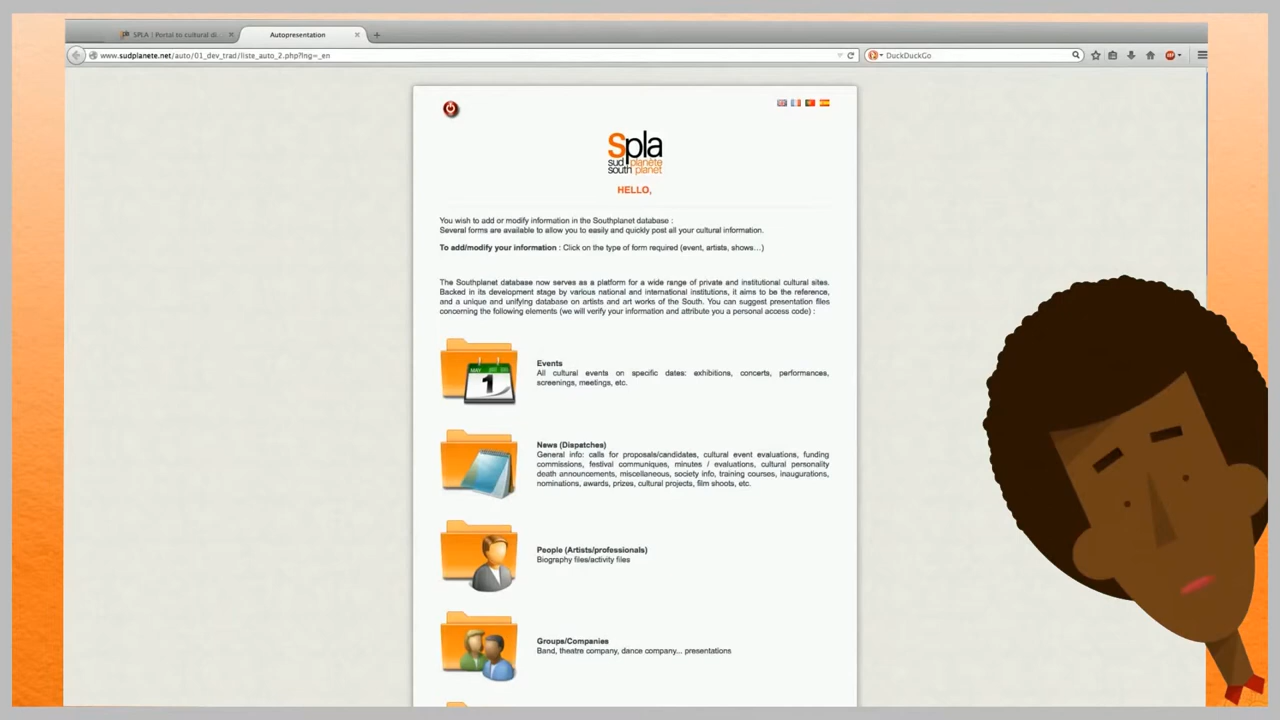 SPLA | Portal to cultural di...
Autopresentation
www.sudplanete.net/auto/01_dev_trad/liste_auto_2.php?lng=_en
DuckDuckGo
Spla
sud planète
south planet
HELLO,
You wish to add or modify information in the Southplanet database :
Several forms are available to allow you to easily and quickly post all your cultural information.
To add/modify your information : Click on the type of form required (event, artists, shows...)
The Southplanet database now serves as a platform for a wide range of private and institutional cultural sites.
Backed in its development stage by various national and international institutions, it aims to be the reference,
and a unique and unifying database on artists and art works of the South. You can suggest presentation files
concerning the following elements (we will verify your information and attribute you a personal access code) :
MAY
1
Events
All cultural events on specific dates: exhibitions, concerts, performances,
screenings, meetings, etc.
News (Dispatches)
General info: calls for proposals/candidates, cultural event evaluations, funding
commissions, festival communiques, minutes / evaluations, cultural personality
death announcements, miscellaneous, society info, training courses, inaugurations,
nominations, awards, prizes, cultural projects, film shoots, etc.
People (Artists/professionals)
Biography files/activity files
Groups/Companies
Band, theatre company, dance company... presentations